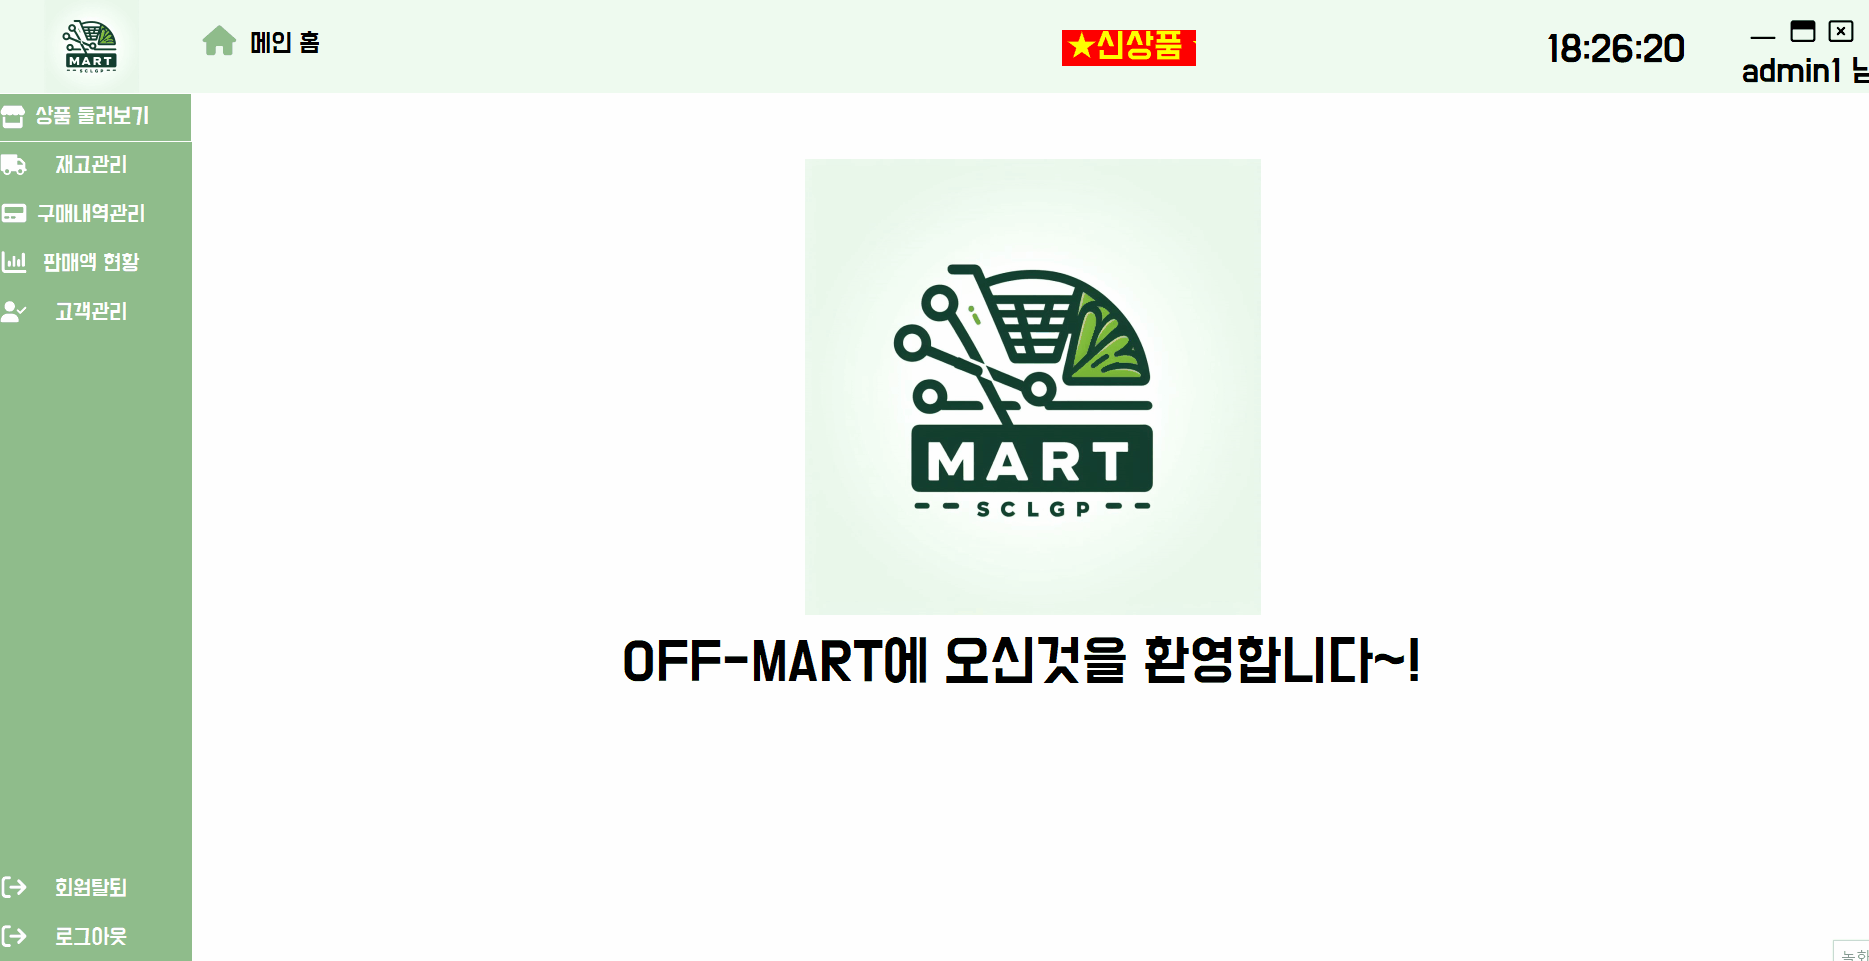 MART
SCLGP
메인 홈
★신상품
18:26:20
admin1 님
상품 둘러보기
재고관리
구매내역관리
판매액 현황
고객관리
MART
SCLGP
OFF-MART에 오신것을 환영합니다~!
회원탈퇴
로그아웃